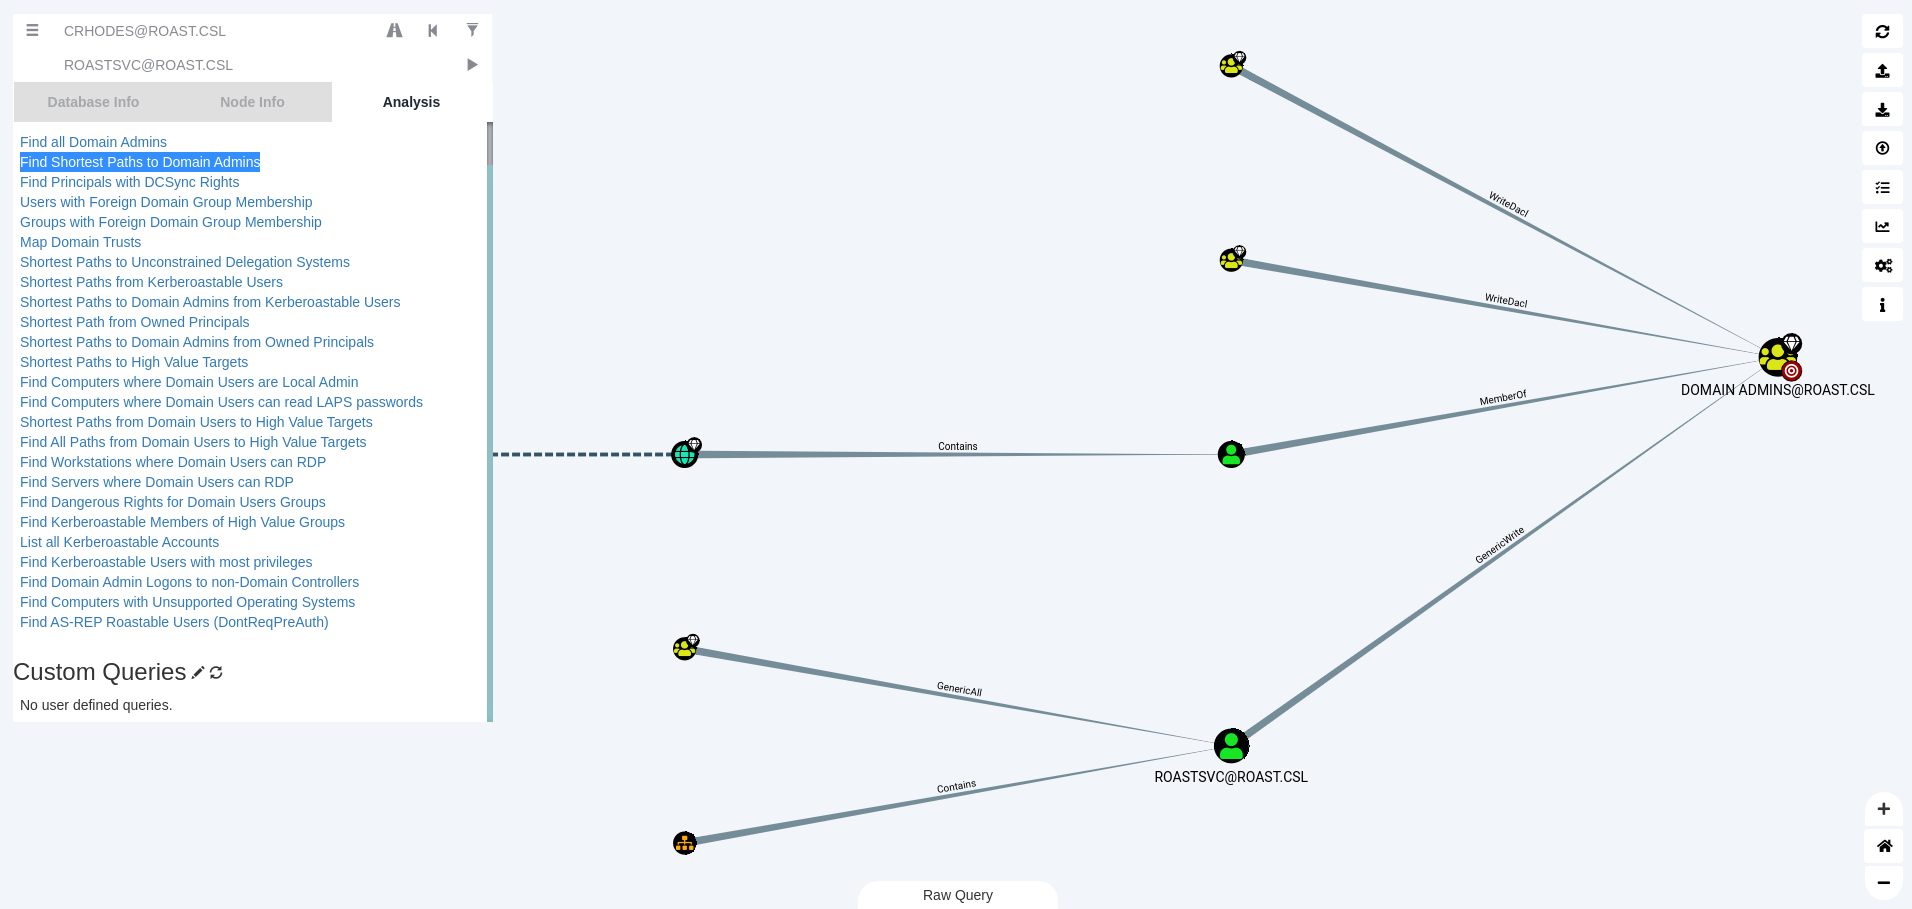 CRHODES@ROAST.CSL
ROASTSVC@ROAST.CSL
Database Info
Node Info
Analysis
Find all Domain Admins
Find Shortest Paths to Domain Admins
Find Principals with DCSync Rights
Users with Foreign Domain Group Membership
Groups with Foreign Domain Group Membership
Map Domain Trusts
Shortest Paths to Unconstrained Delegation Systems
Shortest Paths from Kerberoastable Users
Shortest Paths to Domain Admins from Kerberoastable Users
Shortest Path from Owned Principals
Shortest Paths to Domain Admins from Owned Principals
Shortest Paths to High Value Targets
Find Computers where Domain Users are Local Admin
Find Computers where Domain Users can read LAPS passwords
Shortest Paths from Domain Users to High Value Targets
Find All Paths from Domain Users to High Value Targets
Find Workstations where Domain Users can RDP
Find Servers where Domain Users can RDP
Find Dangerous Rights for Domain Users Groups
Find Kerberoastable Members of High Value Groups
List all Kerberoastable Accounts
Find Kerberoastable Users with most privileges
Find Domain Admin Logons to non-Domain Controllers
Find Computers with Unsupported Operating Systems
Find AS-REP Roastable Users (DontReqPreAuth)
Custom Queries
No user defined queries.
WriteDacl
WriteDacl
DOMAIN ADMINS@ROAST.CSL
MemberOf
Contains
GenericWrite
GenericAll
ROASTSVC@ROAST.CSL
Contains
Raw Query